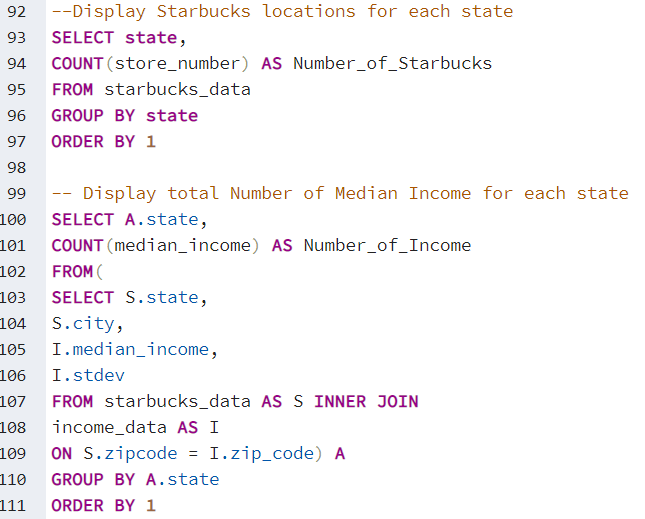 92 --Display Starbucks locations for each state
93 SELECT state,
94 COUNT(store_number) AS Number_of_Starbucks
95 FROM starbucks_data
96 GROUP BY state
97 ORDER BY 1
98
99 -- Display total Number of Median Income for each state
100 SELECT A.state,
101 COUNT(median_income) AS Number_of_Income
102 FROM(
103 SELECT S.state,
104 S.city,
105 I.median_income,
106 I.stdev
107 FROM starbucks_data AS S INNER JOIN
108 income_data AS I
109 ON S.zipcode = I.zip_code) A
110 GROUP BY A.state
111 ORDER BY 1